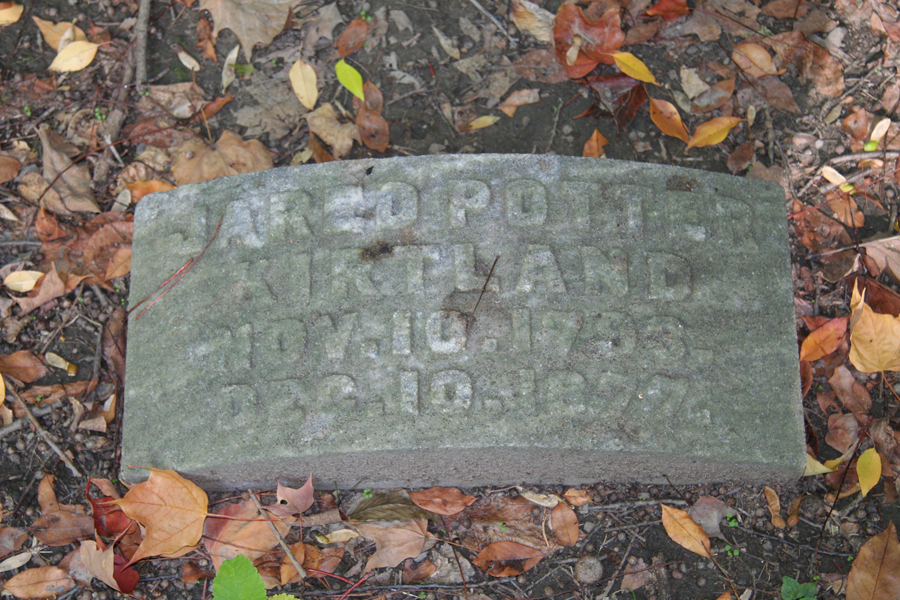 JARED POTTER
KIRTLAND
NOV. 10. 1793.
DEC. 10. 1877.